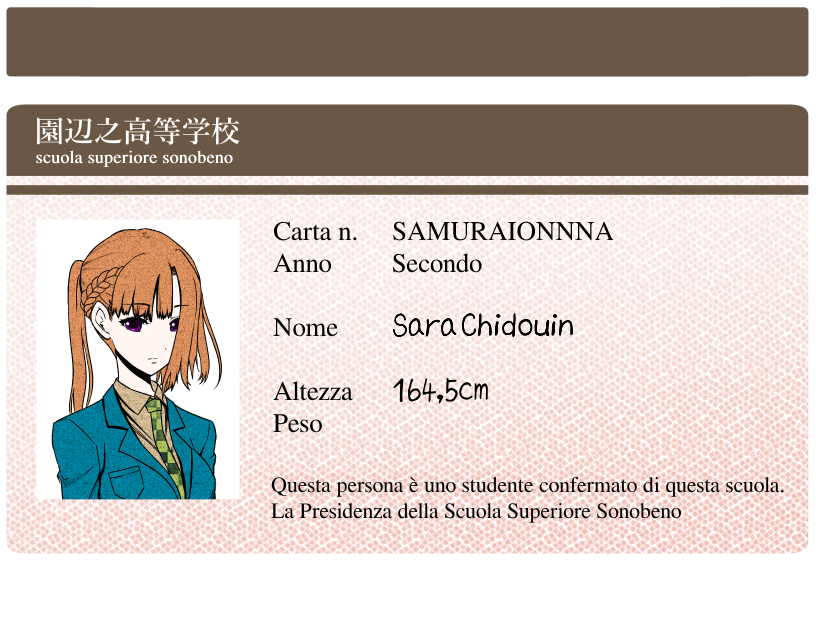 園辺之高等学校
scuola superiore sonobeno
Carta n. SAMURAIONNNA
Anno Secondo
Nome Sara Chidouin
Altezza 164,5cm
Peso
Questa persona è uno studente confermato di questa scuola.
La Presidenza della Scuola Superiore Sonobeno